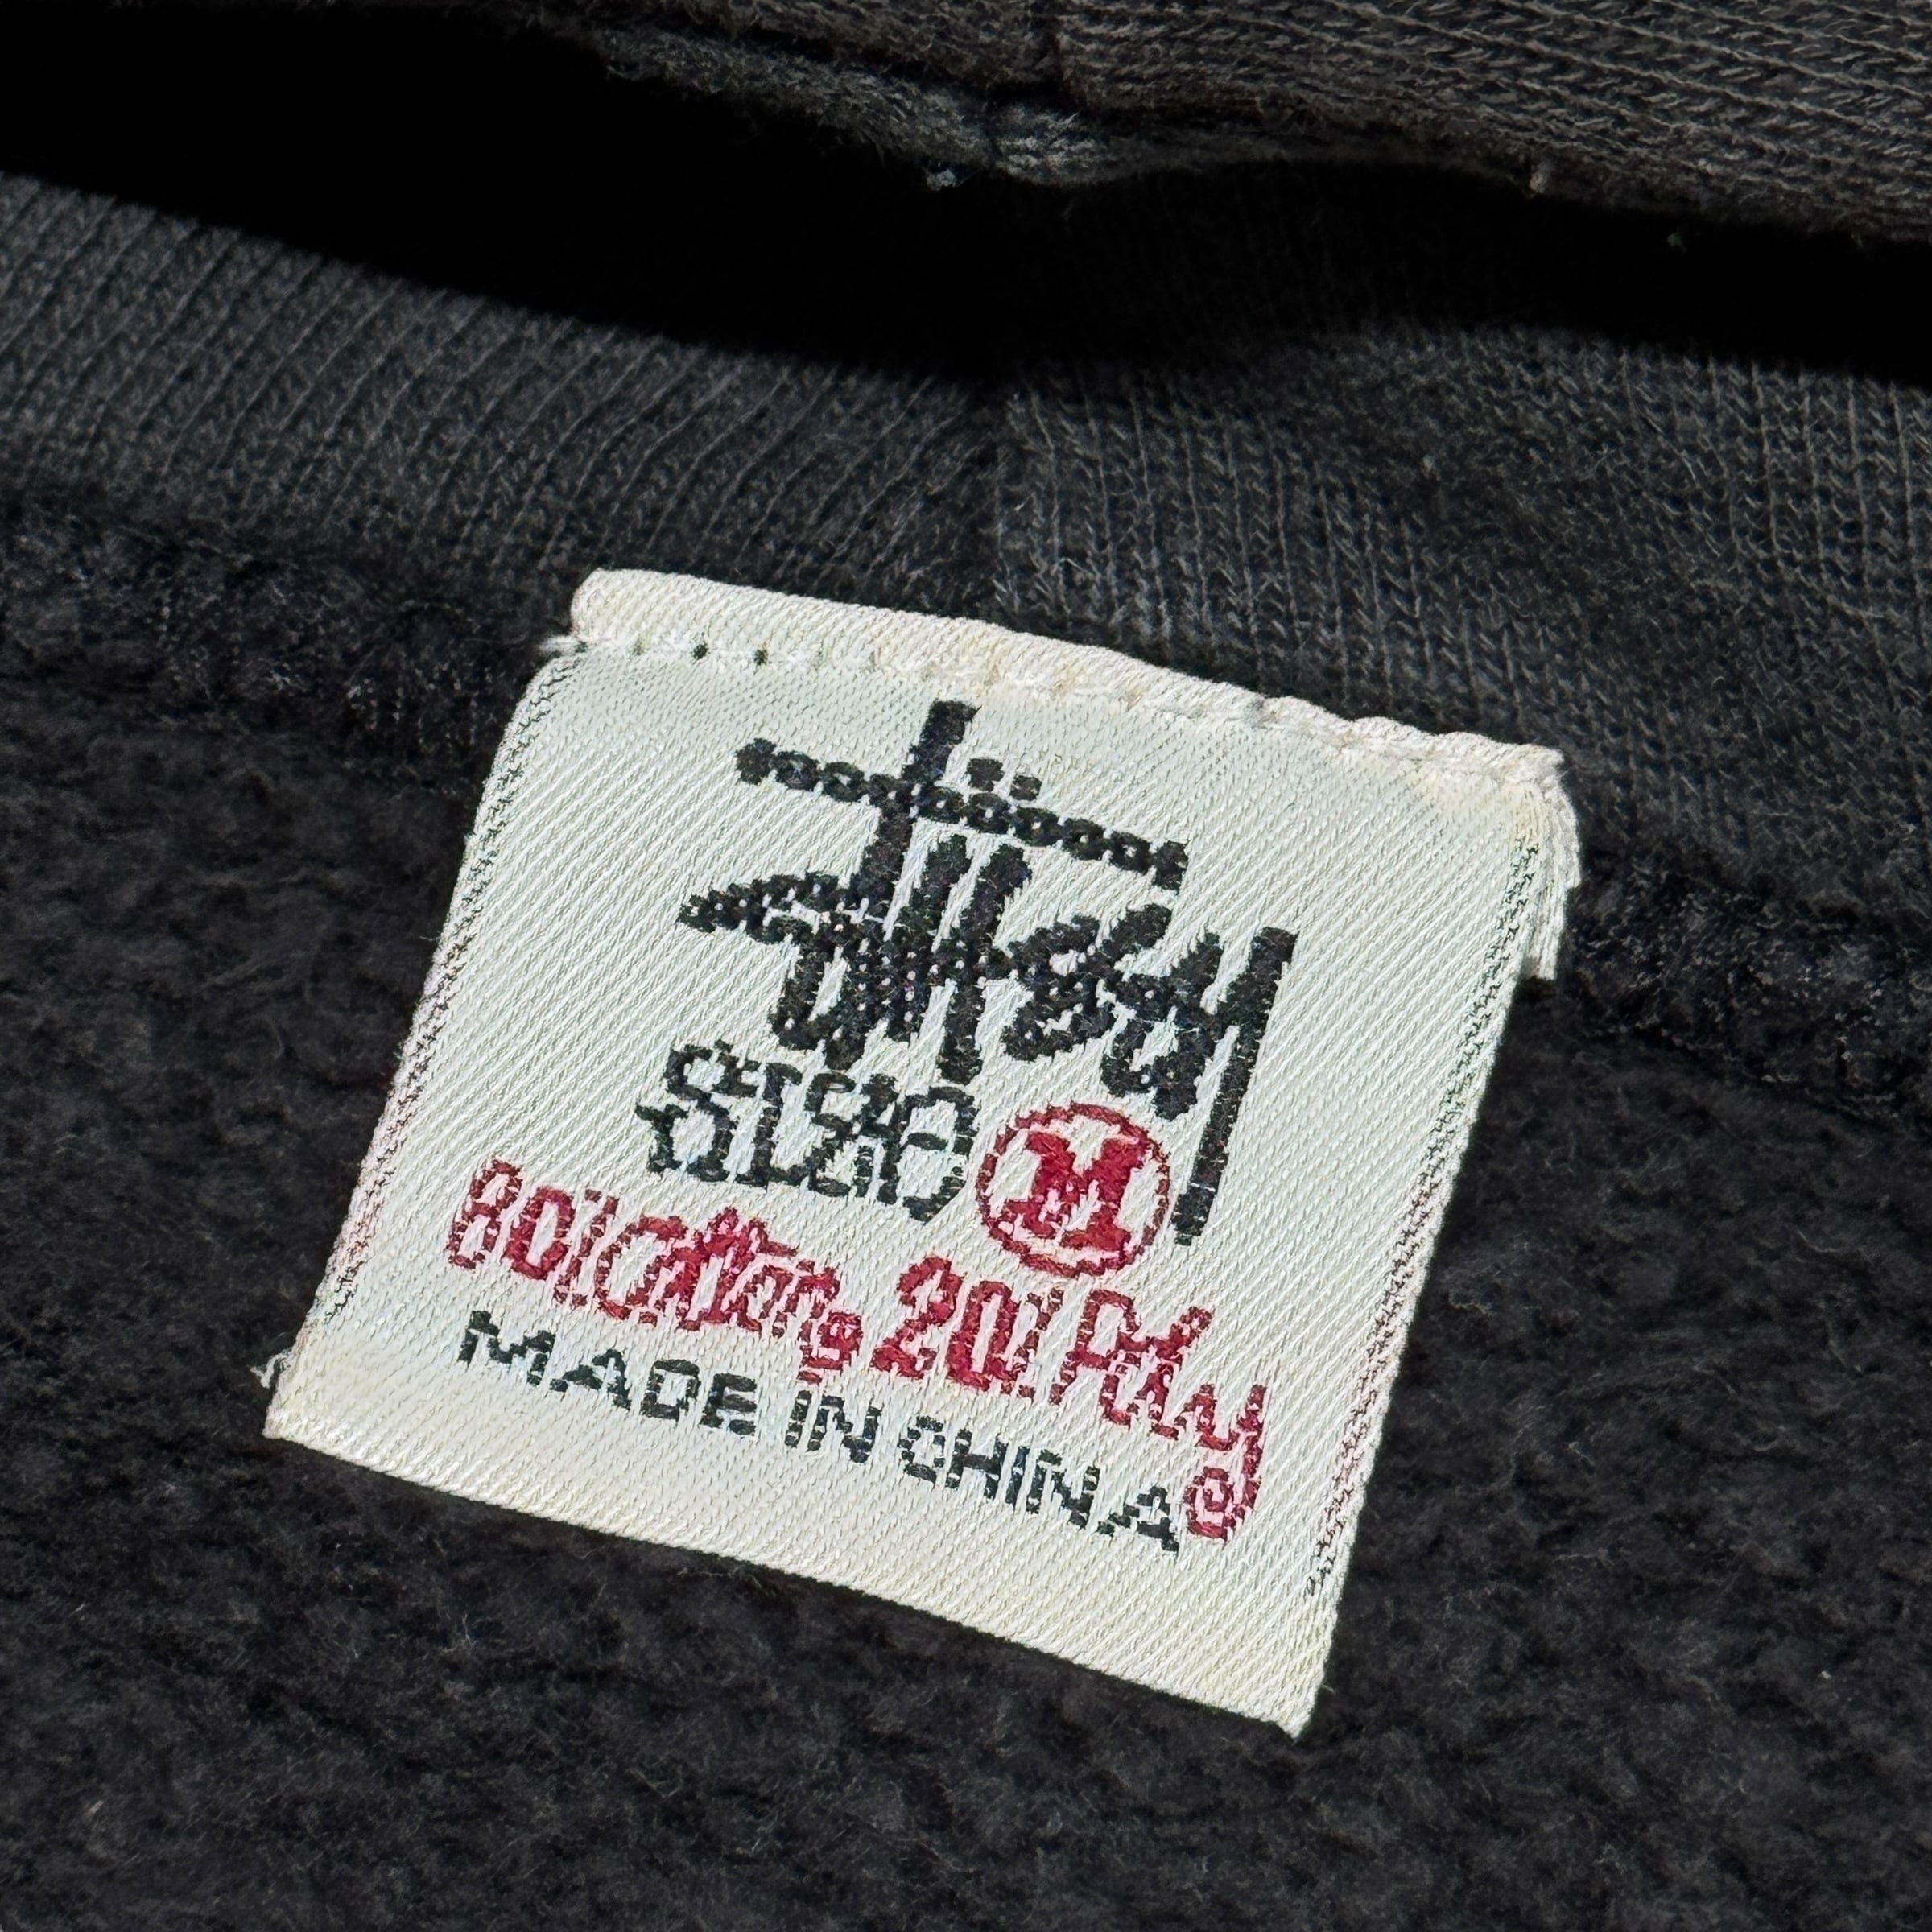 Stüssy
SIZE M
80% Cotton, 20% Poly
MADE IN CHINA